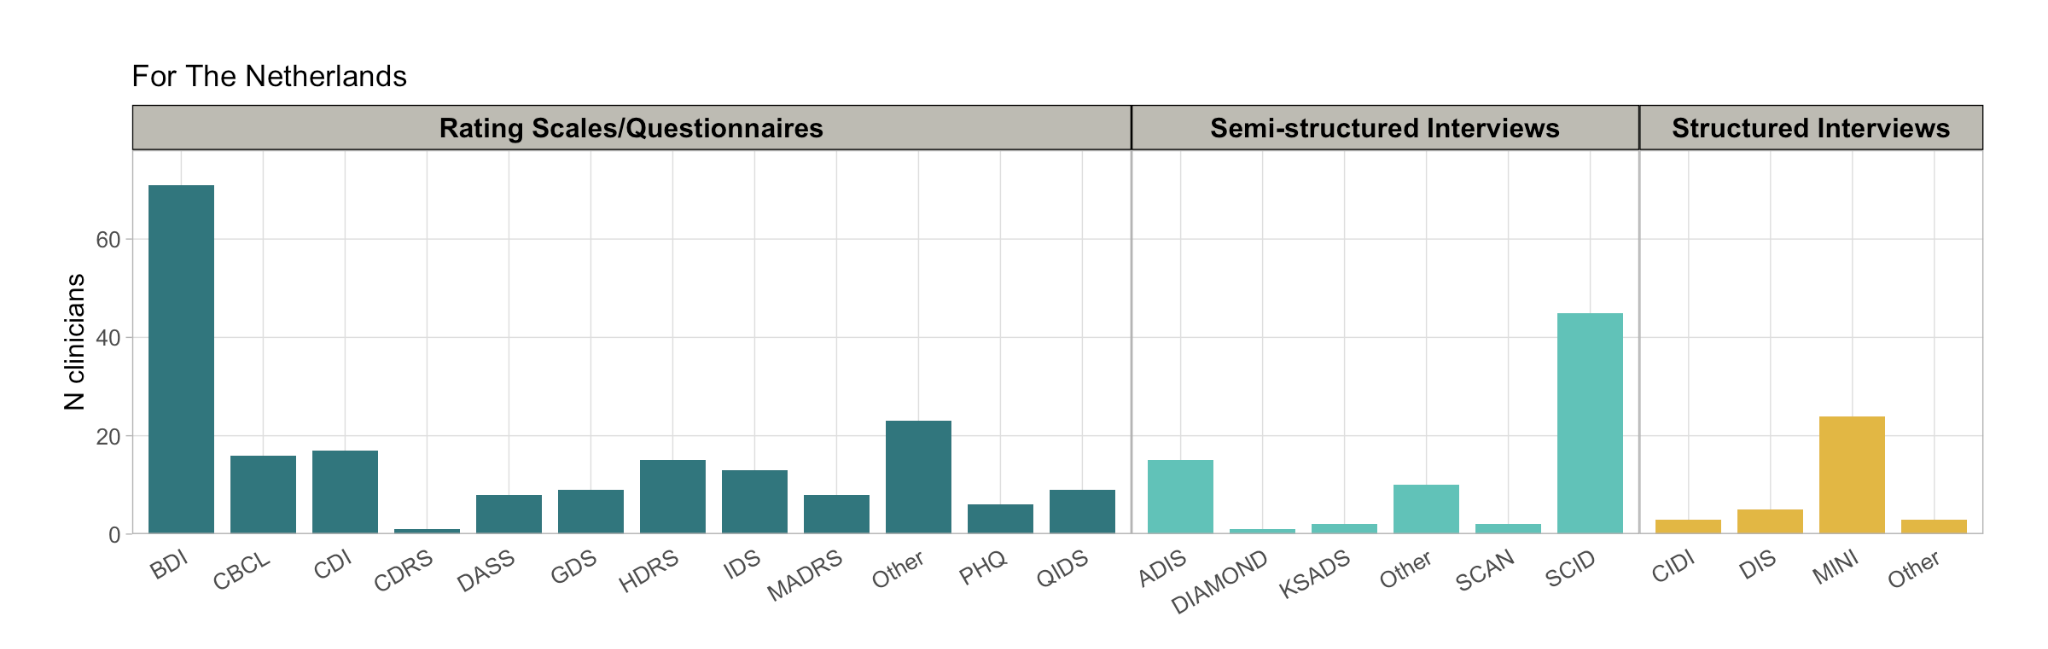 For The Netherlands
Rating Scales/Questionnaires Semi-structured Interviews Structured Interviews
N clinicians
60
40
20
0
BDI CBCL CDI CDRS DASS GDS HDRS IDS MADRS Other PHQ QIDS ADIS DIAMOND KSADS Other SCAN SCID CIDI DIS MINI Other